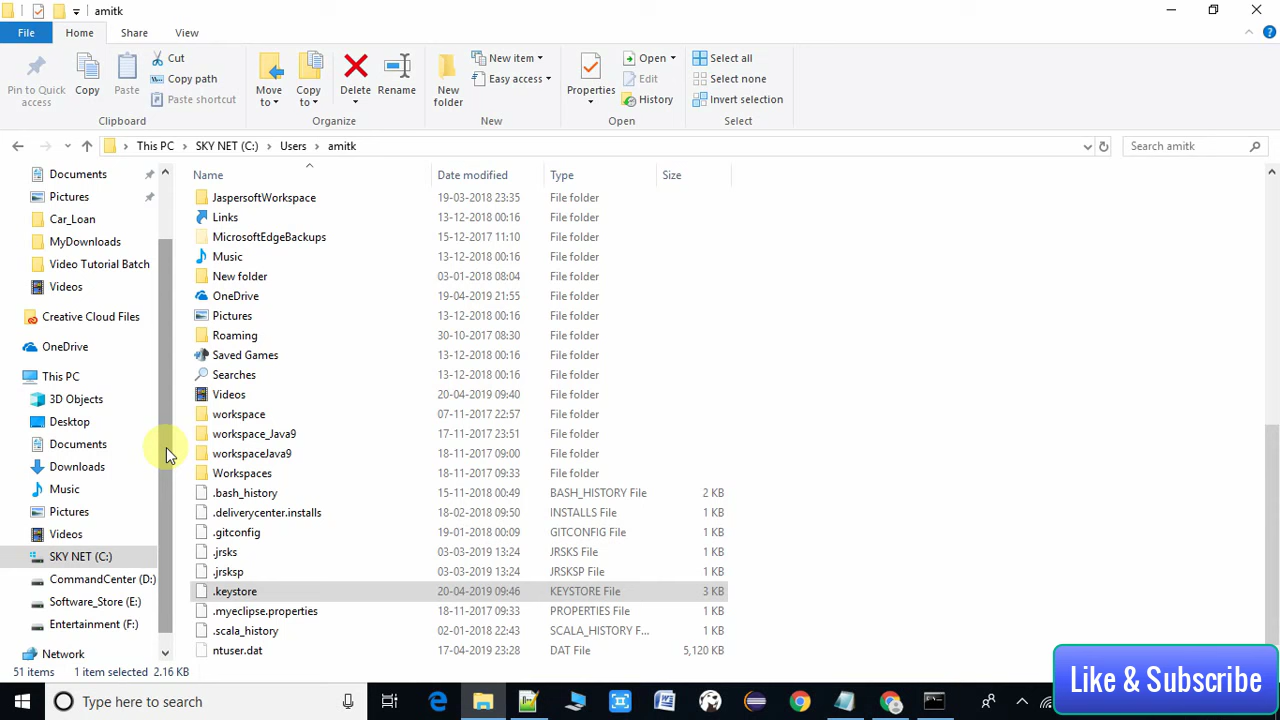 amitk
File Home Share View
Pin to Quick access
Copy
Paste
Cut
Copy path
Paste shortcut
Clipboard
Move to
Copy to
Delete
Rename
Organize
New folder
New item
Easy access
New
Properties
Open
Edit
History
Open
Select all
Select none
Invert selection
Select
This PC SKY NET (C:) Users amitk
Search amitk
Documents
Pictures
Car_Loan
MyDownloads
Video Tutorial Batch
Videos
Creative Cloud Files
OneDrive
This PC
3D Objects
Desktop
Documents
Downloads
Music
Pictures
Videos
SKY NET (C:)
CommandCenter (D:)
Software_Store (E:)
Entertainment (F:)
Network
Name Date modified Type Size
JaspersoftWorkspace 19-03-2018 23:35 File folder
Links 13-12-2018 00:16 File folder
MicrosoftEdgeBackups 15-12-2017 11:10 File folder
Music 13-12-2018 00:16 File folder
New folder 03-01-2018 08:04 File folder
OneDrive 19-04-2019 21:55 File folder
Pictures 13-12-2018 00:16 File folder
Roaming 30-10-2017 08:30 File folder
Saved Games 13-12-2018 00:16 File folder
Searches 13-12-2018 00:16 File folder
Videos 20-04-2019 09:40 File folder
workspace 07-11-2017 22:57 File folder
workspace_Java9 17-11-2017 23:51 File folder
workspaceJava9 18-11-2017 09:00 File folder
Workspaces 18-11-2017 09:33 File folder
.bash_history 15-11-2018 00:49 BASH_HISTORY File 2 KB
.deliverycenter.installs 18-02-2018 09:50 INSTALLS File 1 KB
.gitconfig 19-01-2018 00:09 GITCONFIG File 1 KB
.jrsks 03-03-2019 13:24 JRSKS File 1 KB
.jrsksp 03-03-2019 13:24 JRSKSP File 1 KB
.keystore 20-04-2019 09:46 KEYSTORE File 3 KB
.myeclipse.properties 18-11-2017 09:33 PROPERTIES File 1 KB
.scala_history 02-01-2018 22:43 SCALA_HISTORY F... 1 KB
ntuser.dat 17-04-2019 23:28 DAT File 5,120 KB
51 items 1 item selected 2.16 KB
Like & Subscribe
Type here to search